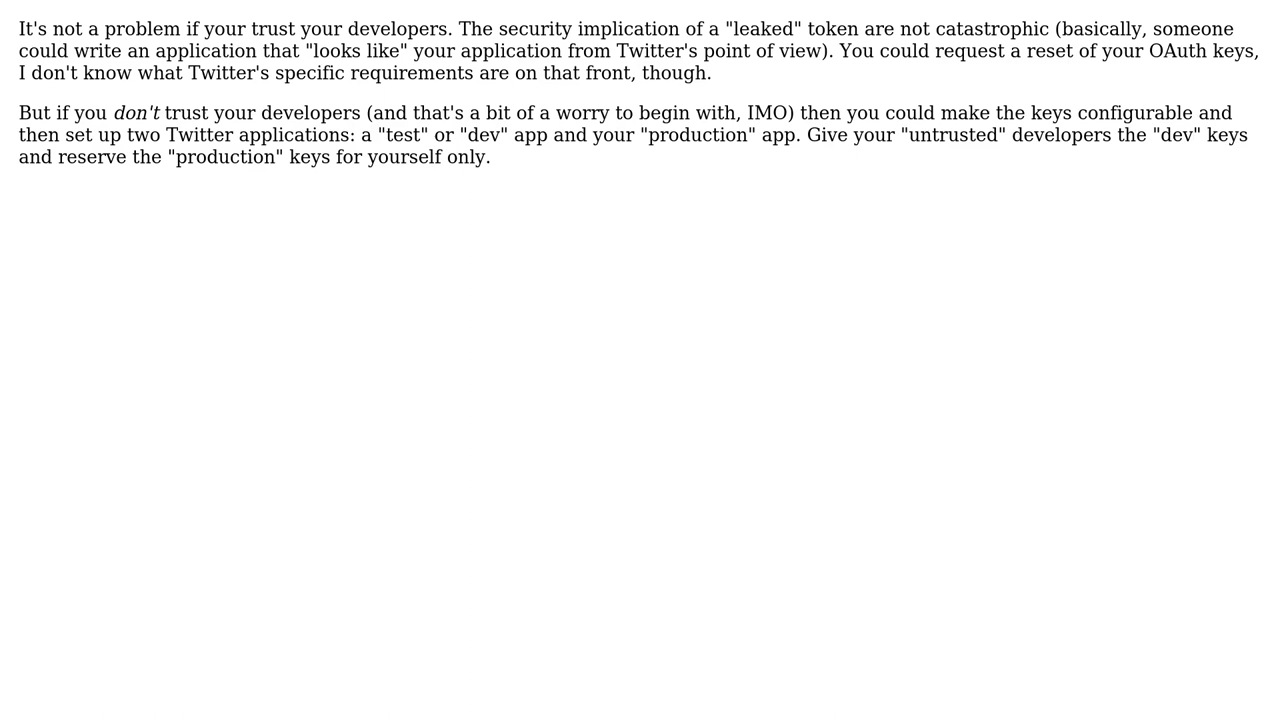 It's not a problem if your trust your developers. The security implication of a "leaked" token are not catastrophic (basically, someone
could write an application that "looks like" your application from Twitter's point of view). You could request a reset of your OAuth keys,
I don't know what Twitter's specific requirements are on that front, though.
But if you don't trust your developers (and that's a bit of a worry to begin with, IMO) then you could make the keys configurable and
then set up two Twitter applications: a "test" or "dev" app and your "production" app. Give your "untrusted" developers the "dev" keys
and reserve the "production" keys for yourself only.